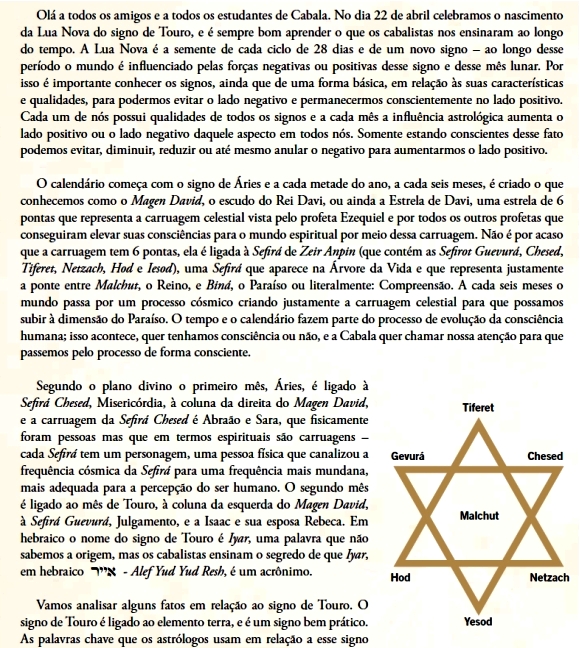 Olá a todos os amigos e a todos os estudantes de Cabala. No dia 22 de abril celebramos o nascimento
da Lua Nova do signo de Touro, e é sempre bom aprender o que os cabalistas nos ensinaram ao longo
do tempo. A Lua Nova é a semente de cada ciclo de 28 dias e de um novo signo – ao longo desse
período o mundo é influenciado pelas forças negativas ou positivas desse signo e desse mês lunar. Por
isso é importante conhecer os signos, ainda que de uma forma básica, em relação às suas características
e qualidades, para podermos evitar o lado negativo e permanecermos conscientemente no lado positivo.
Cada um de nós possui qualidades de todos os signos e a cada mês a influência astrológica aumenta o
lado positivo ou o lado negativo daquele aspecto em todos nós. Somente estando conscientes desse fato
podemos evitar, diminuir, reduzir ou até mesmo anular o negativo para aumentarmos o lado positivo.
O calendário começa com o signo de Áries e a cada metade do ano, a cada seis meses, é criado o que
conhecemos como o Magen David, o escudo do Rei Davi, ou ainda a Estrela de Davi, uma estrela de 6
pontas que representa a carruagem celestial vista pelo profeta Ezequiel e por todos os outros profetas que
conseguiram elevar suas consciências para o mundo espiritual por meio dessa carruagem. Não é por acaso
que a carruagem tem 6 pontas, ela é ligada à Sefirá de Zeir Anpin (que contém as Sefirot Guevurá, Chesed,
Tiferet, Netzach, Hod e Iesod), uma Sefirá que aparece na Árvore da Vida e que representa justamente
a ponte entre Malchut, o Reino, e Biná, o Paraíso ou literalmente: Compreensão. A cada seis meses o
mundo passa por um processo cósmico criando justamente a carruagem celestial para que possamos
subir à dimensão do Paraíso. O tempo e o calendário fazem parte do processo de evolução da consciência
humana; isso acontece, quer tenhamos consciência ou não, e a Cabala quer chamar nossa atenção para que
passemos pelo processo de forma consciente.
Segundo o plano divino o primeiro mês, Áries, é ligado à
Sefirá Chesed, Misericórdia, à coluna da direita do Magen David,
e a carruagem da Sefirá Chesed é Abraão e Sara, que fisicamente
foram pessoas mas que em termos espirituais são carruagens –
cada Sefirá tem um personagem, uma pessoa física que canalizou a
frequência cósmica da Sefirá para uma frequência mais mundana,
mais adequada para a percepção do ser humano. O segundo mês
é ligado ao mês de Touro, à coluna da esquerda do Magen David,
à Sefirá Guevurá, Julgamento, e a Isaac e sua esposa Rebeca. Em
hebraico o nome do signo de Touro é Iyar, uma palavra que não
sabemos a origem, mas os cabalistas ensinam o segredo de que Iyar,
em hebraico אייר - Alef Yud Yud Resh, é um acrônimo.
Vamos analisar alguns fatos em relação ao signo de Touro. O
signo de Touro é ligado ao elemento terra, e é um signo bem prático.
As palavras chave que os astrólogos usam em relação a esse signo
Tiferet
Gevurá
Chesed
Malchut
Hod
Netzach
Yesod